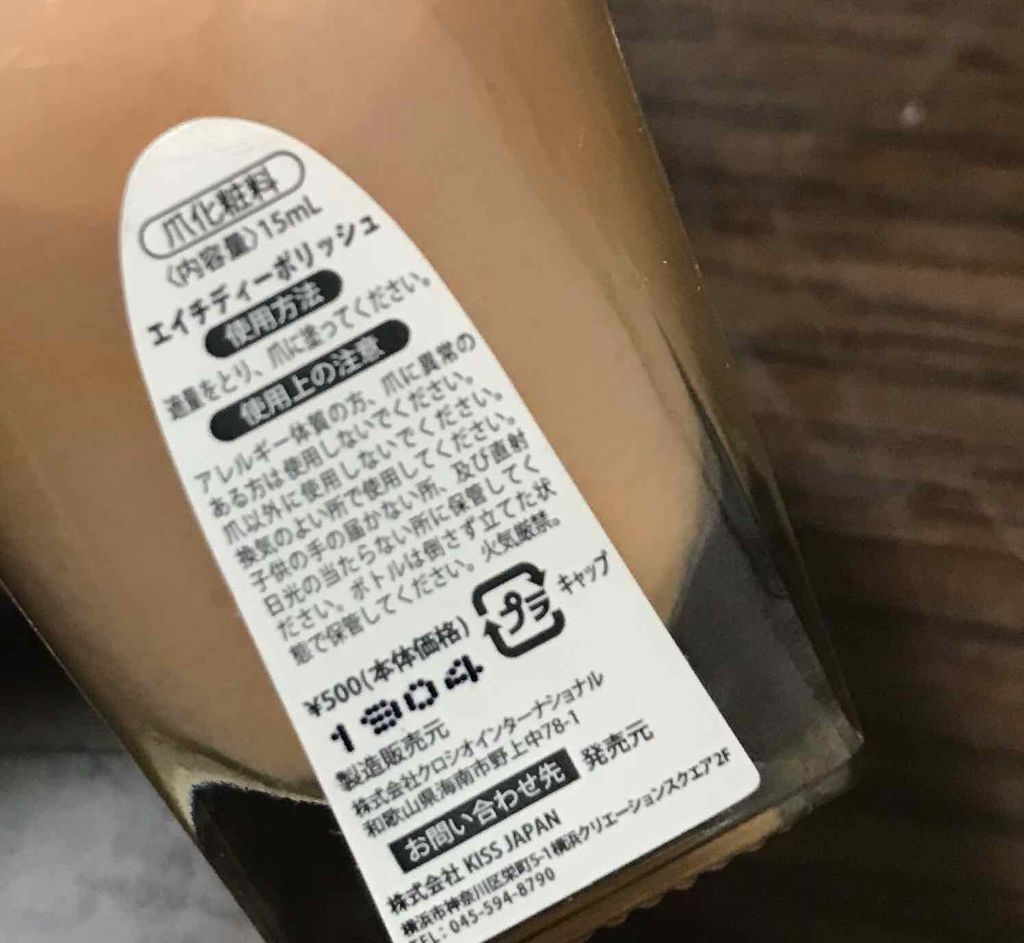 爪化粧料
〈内容量〉15mL
エイチディーポリッシュ
使用方法
適量をとり、爪に塗ってください。
使用上の注意
アレルギー体質の方、爪に異常の
ある方は使用しないでください。
爪以外に使用しないでください。
換気のよい所で使用してください。
子供の手の届かない所、及び直射
日光の当たらない所に保管してく
ださい。ボトルは倒さず立てた状
態で保管してください。火気厳禁。
¥500(本体価格)
プラ キャップ
1904
製造販売元
株式会社クロシオインターナショナル
和歌山県海南市野上中78-1
お問い合わせ先 発売元
株式会社 KISS JAPAN
横浜市神奈川区栄町5-1横浜クリエーションスクエア2F
TEL: 045-594-8790